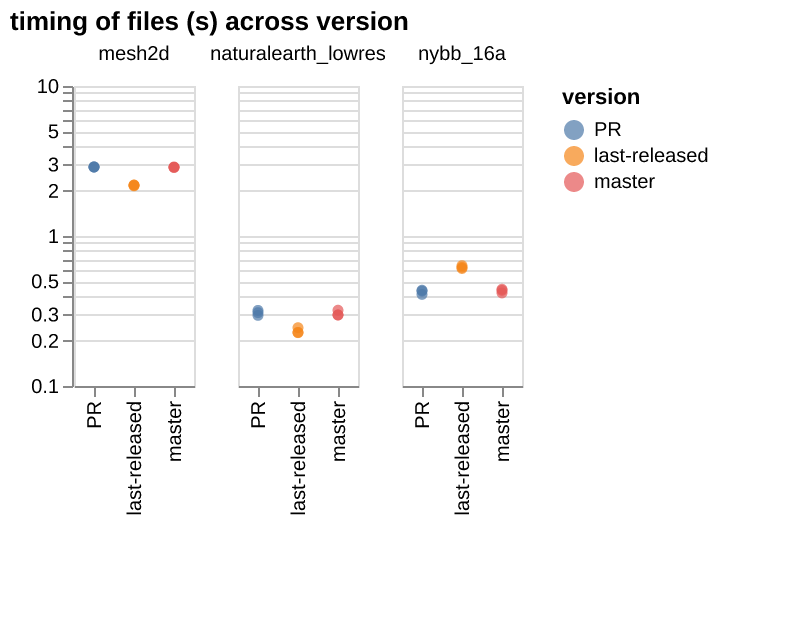 timing of files (s) across version
mesh2d naturalearth_lowres nybb_16a
10
5
3
2
1
0.5
0.3
0.2
0.1
PR last-released master PR last-released master PR last-released master
version
PR
last-released
master